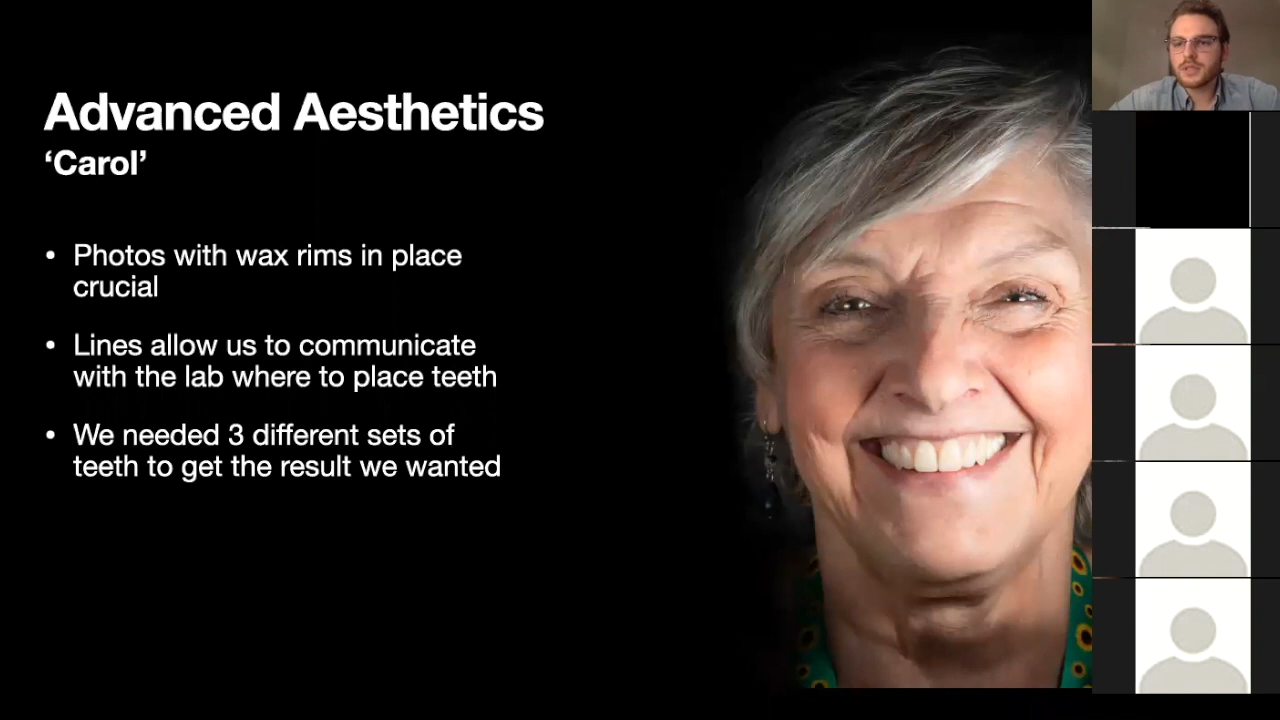 Advanced Aesthetics
‘Carol’
• Photos with wax rims in place
crucial
• Lines allow us to communicate
with the lab where to place teeth
• We needed 3 different sets of
teeth to get the result we wanted